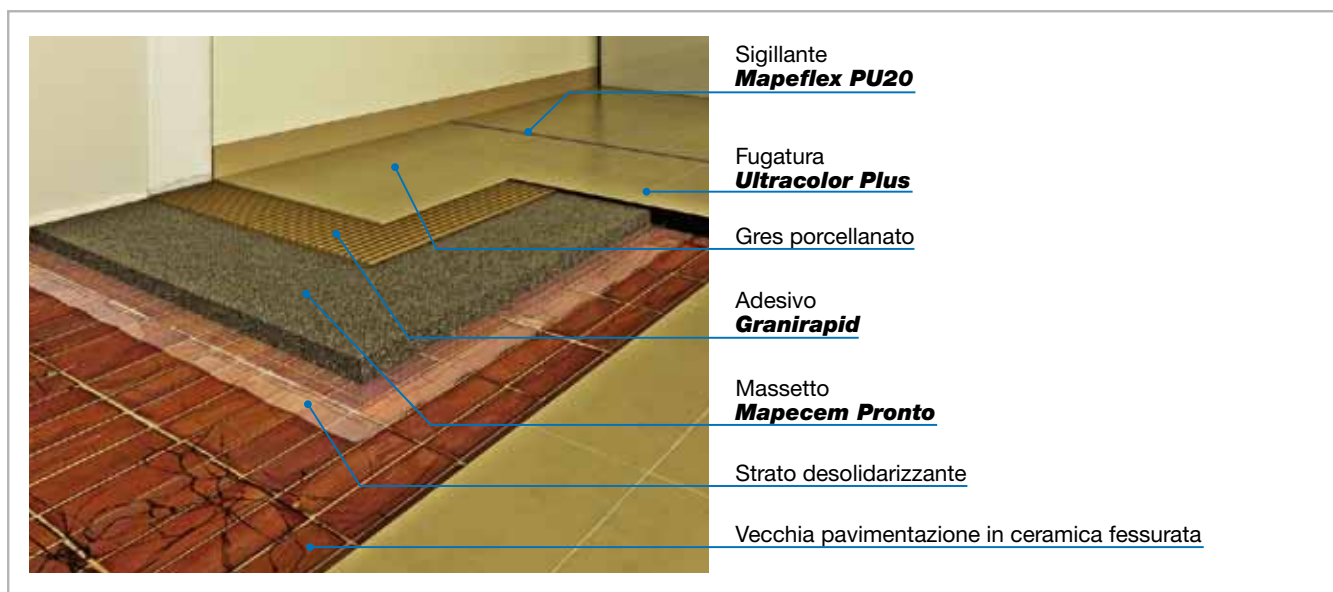 Sigillante
Mapeflex PU20
Fugatura
Ultracolor Plus
Gres porcellanato
Adesivo
Granirapid
Massetto
Mapecem Pronto
Strato desolidarizzante
Vecchia pavimentazione in ceramica fessurata